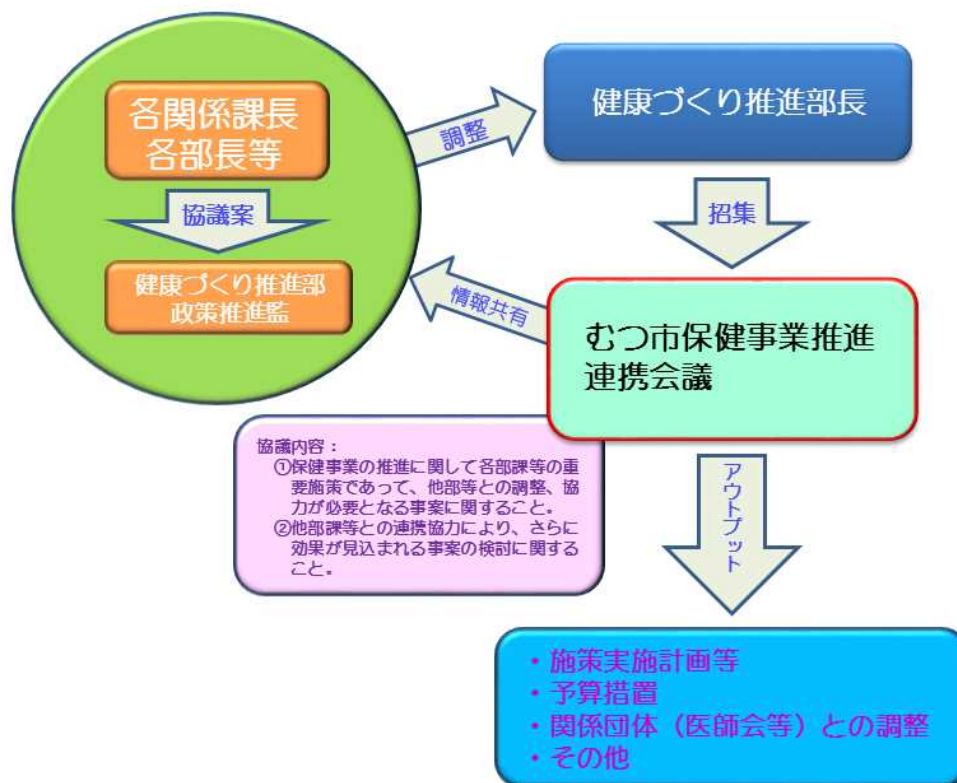 各関係課長
各部長等
協議案
健康づくり推進部
政策推進監
調整
健康づくり推進部長
招集
情報共有
むつ市保健事業推進
連携会議
協議内容：
①保健事業の推進に関して各部課等の重
要施策であって、他部等との調整、協
力が必要となる事案に関すること。
②他部課等との連携協力により、さらに
効果が見込まれる事案の検討に関する
こと。
アウトプット
・施策実施計画等
・予算措置
・関係団体（医師会等）との調整
・その他